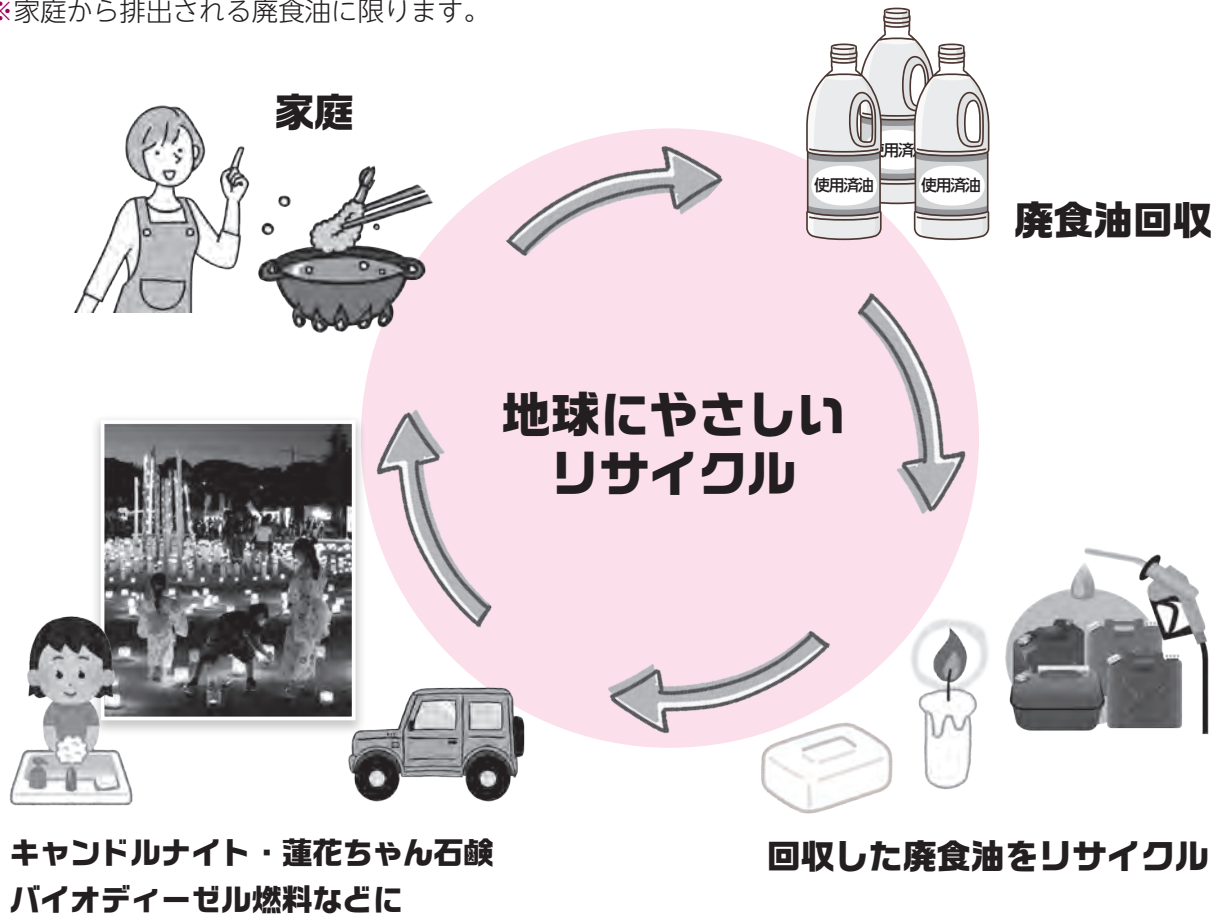 ※家庭から排出される廃食油に限ります。
家庭
使用済油
使用済油
使用済油
廃食油回収
地球にやさしい
リサイクル
キャンドルナイト・蓮花ちゃん石鹸
バイオディーゼル燃料などに
回収した廃食油をリサイクル